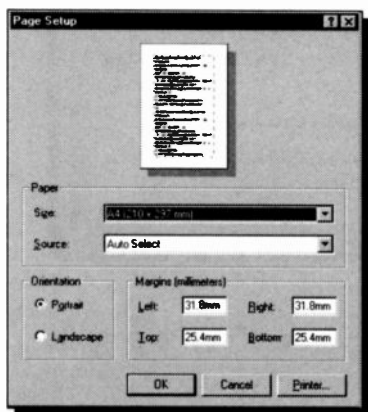 Page Setup
Paper
Size: A4 (210 x 297 mm)
Source: Auto Select
Orientation
Portrait
Landscape
Margins (millimeters)
Left: 31.8mm Right: 31.8mm
Top: 25.4mm Bottom: 25.4mm
OK Cancel Printer...